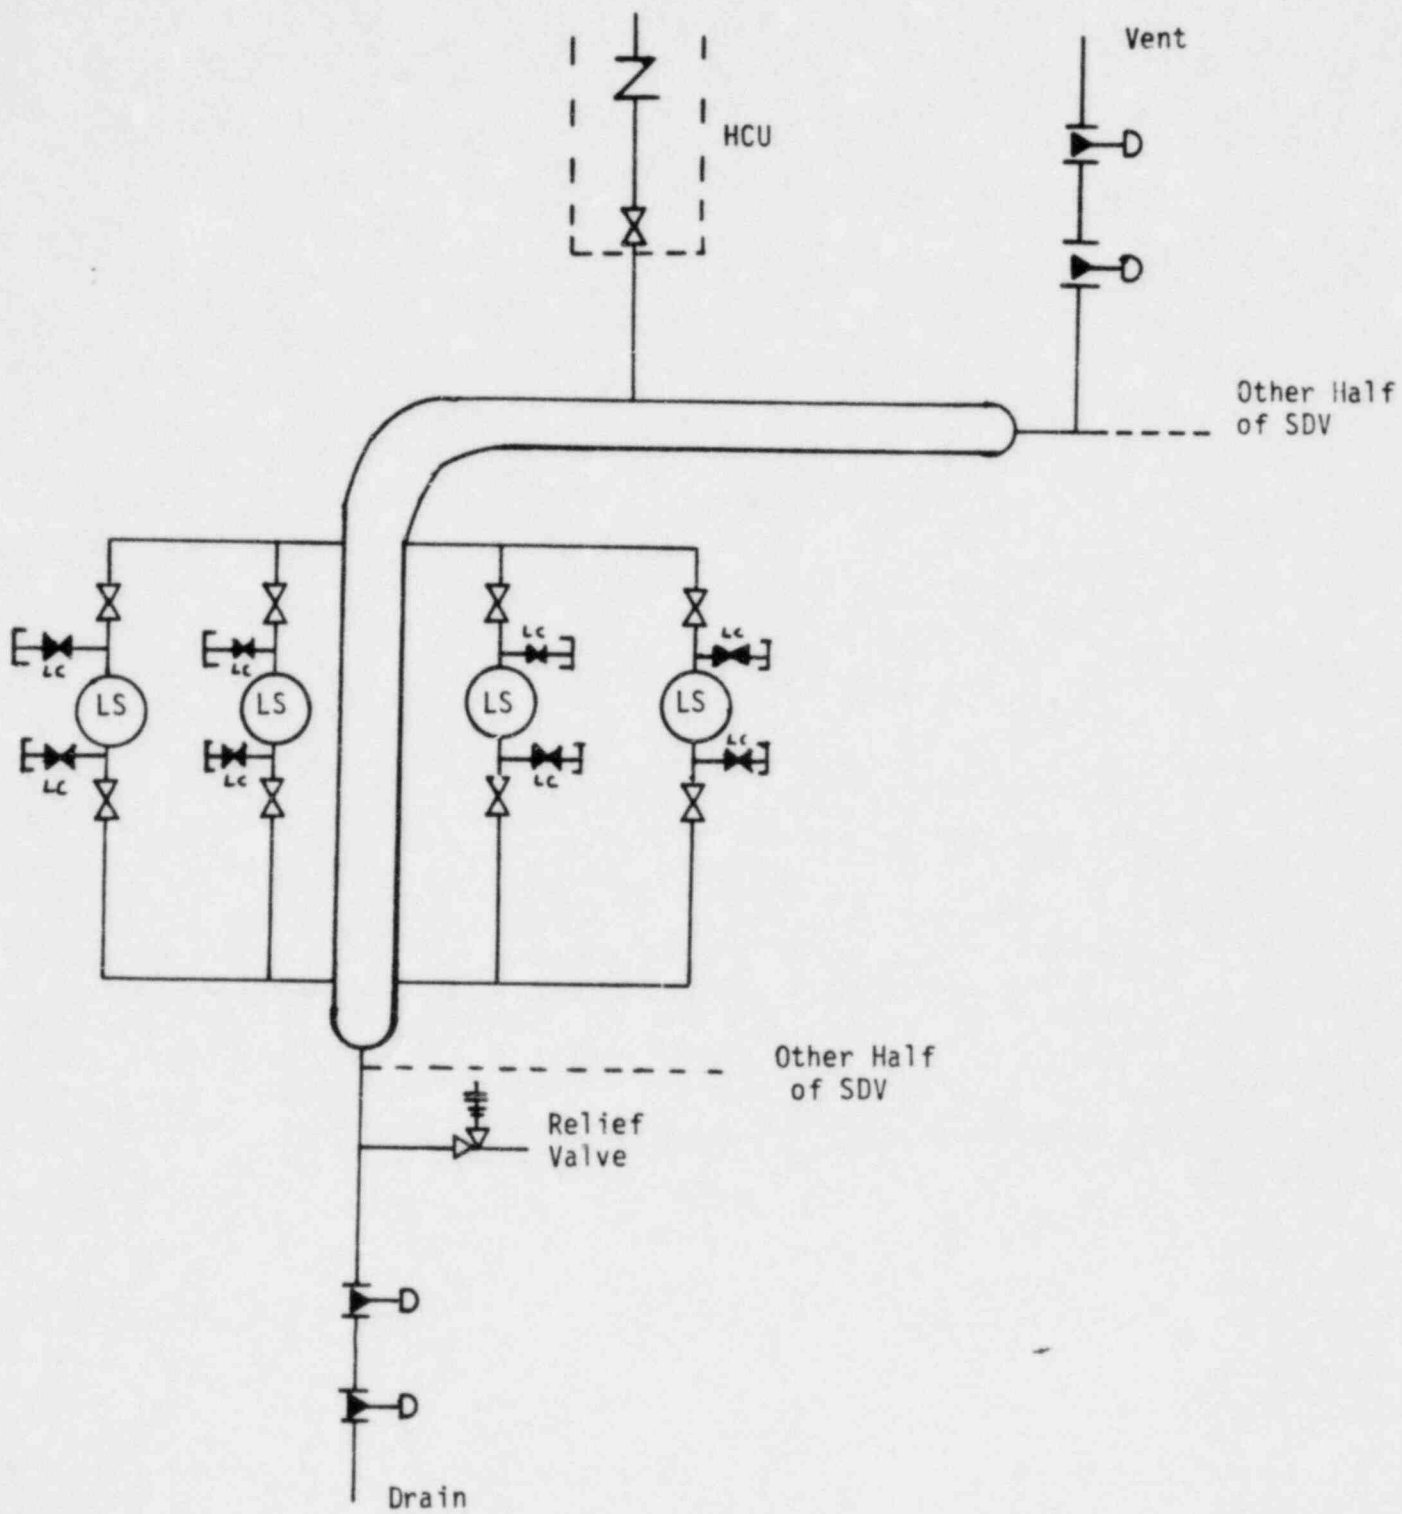 Vent
HCU
Other Half
of SDV
LC
LC
LC
LC
LS
LS
LS
LS
LC
LC
LC
LC
Other Half
of SDV
Relief
Valve
Drain